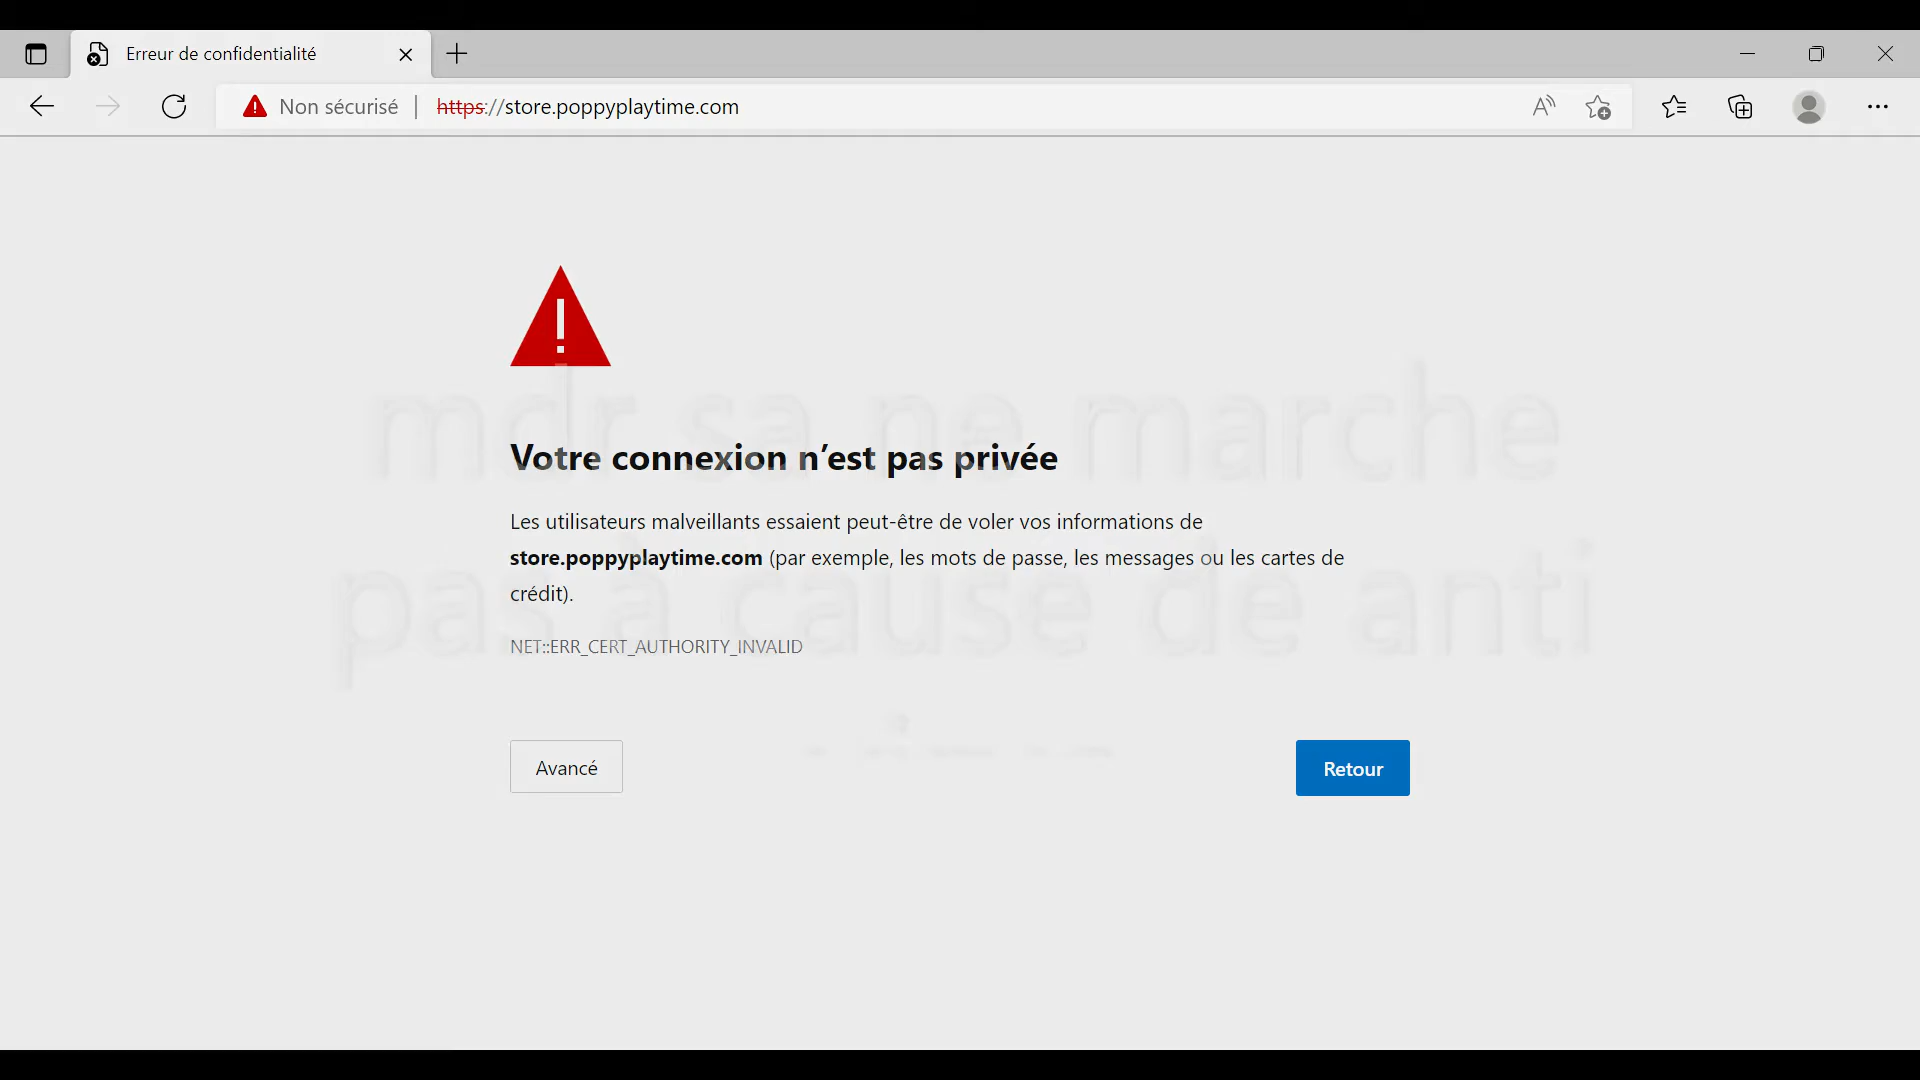 Erreur de confidentialité
Non sécurisé
https://store.poppyplaytime.com
mdr sa ne marche
Votre connexion n’est pas privée
Les utilisateurs malveillants essaient peut-être de voler vos informations de
store.poppyplaytime.com (par exemple, les mots de passe, les messages ou les cartes de
crédit).
pas à cause de anti
NET::ERR_CERT_AUTHORITY_INVALID
Avancé
Retour